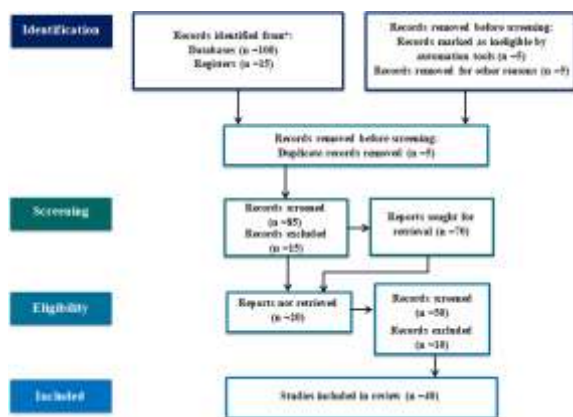 Identification
Records identified from*:
Databases (n =100)
Registers (n =15)
Records removed before screening:
Records marked as ineligible by
automation tools (n =5)
Records removed for other reasons (n =5)
Records removed before screening:
Duplicate records removed (n =5)
Screening
Records screened
(n =85)
Records excluded
(n =15)
Reports sought for
retrieval (n =70)
Eligibility
Reports not retrieved
(n =20)
Records screened
(n =50)
Records excluded
(n =10)
Included
Studies included in review (n =40)